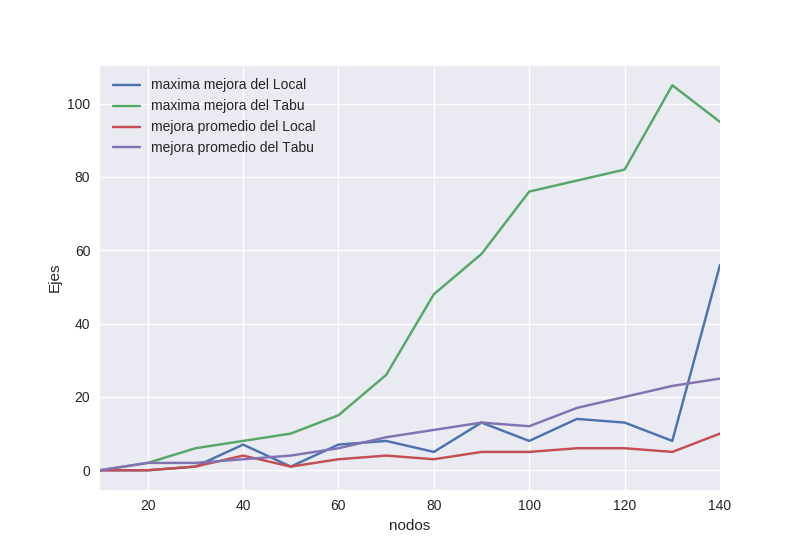 maxima mejora del Local
maxima mejora del Tabu
mejora promedio del Local
mejora promedio del Tabu
100
80
60
40
20
0
Ejes
20 40 60 80 100 120 140
nodos